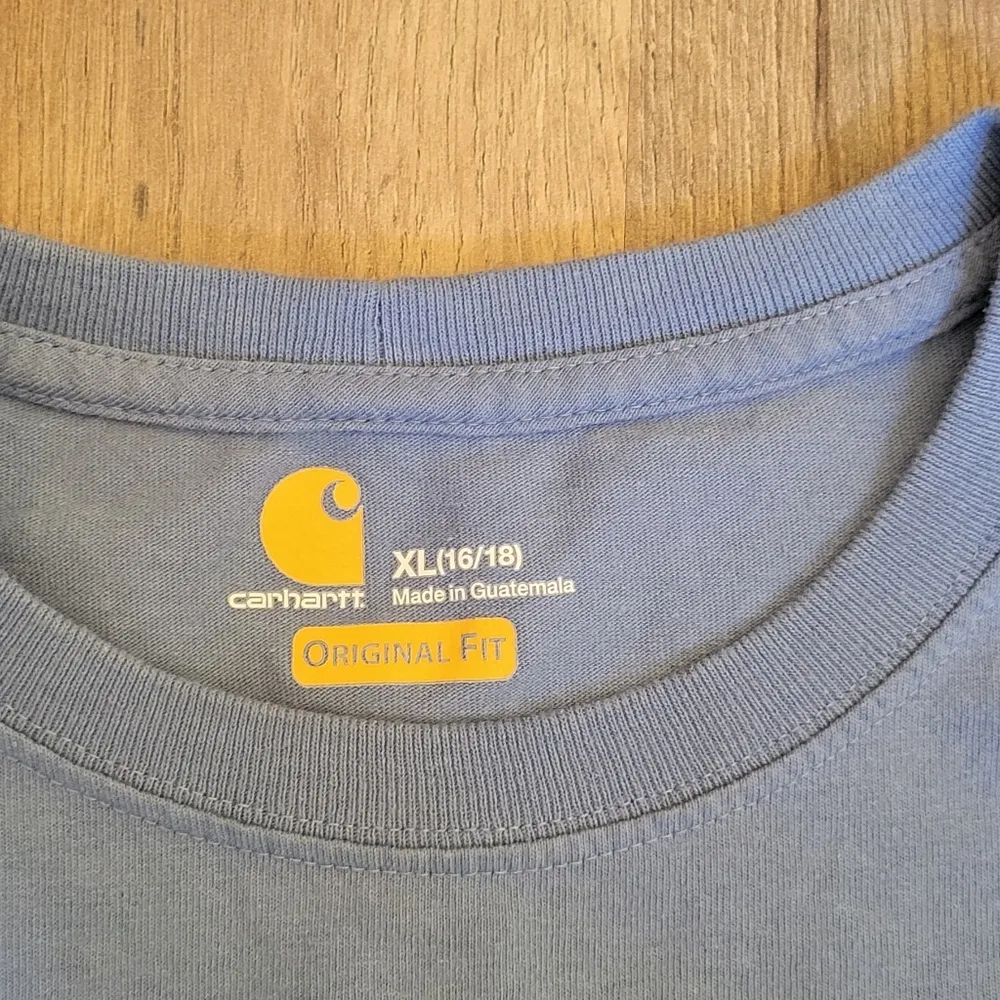 carhartt
XL(16/18)
Made in Guatemala
ORIGINAL FIT